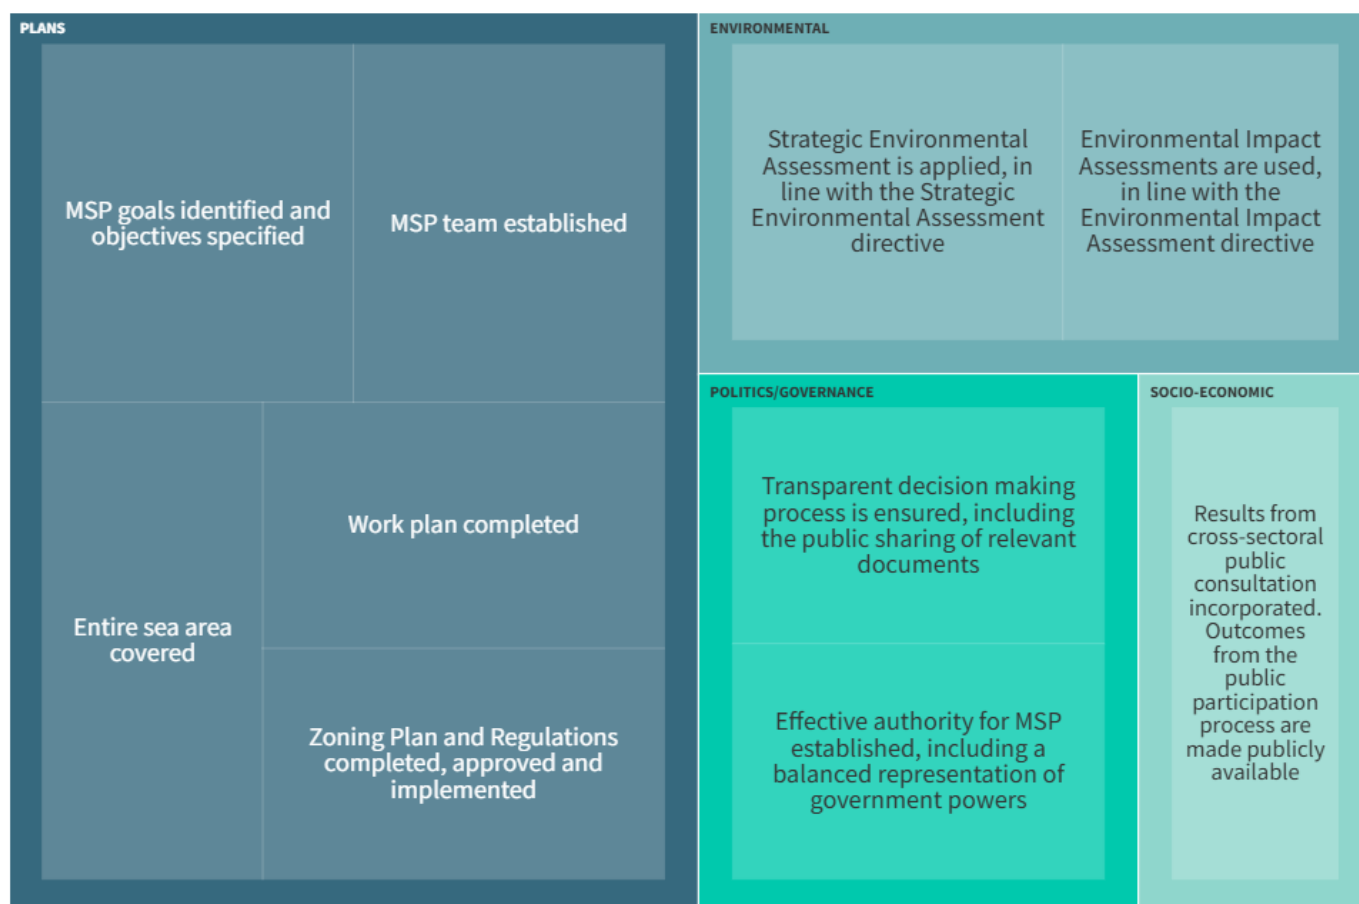 PLANS
MSP goals identified and
objectives specified
MSP team established
Entire sea area
covered
Work plan completed
Zoning Plan and Regulations
completed, approved and
implemented
ENVIRONMENTAL
Strategic Environmental
Assessment is applied, in
line with the Strategic
Environmental Assessment
directive
Environmental Impact
Assessments are used,
in line with the
Environmental Impact
Assessment directive
POLITICS/GOVERNANCE
Transparent decision making
process is ensured, including
the public sharing of relevant
documents
Effective authority for MSP
established, including a
balanced representation of
government powers
SOCIO-ECONOMIC
Results from
cross-sectoral
public
consultation
incorporated.
Outcomes
from the
public
participation
process are
made publicly
available